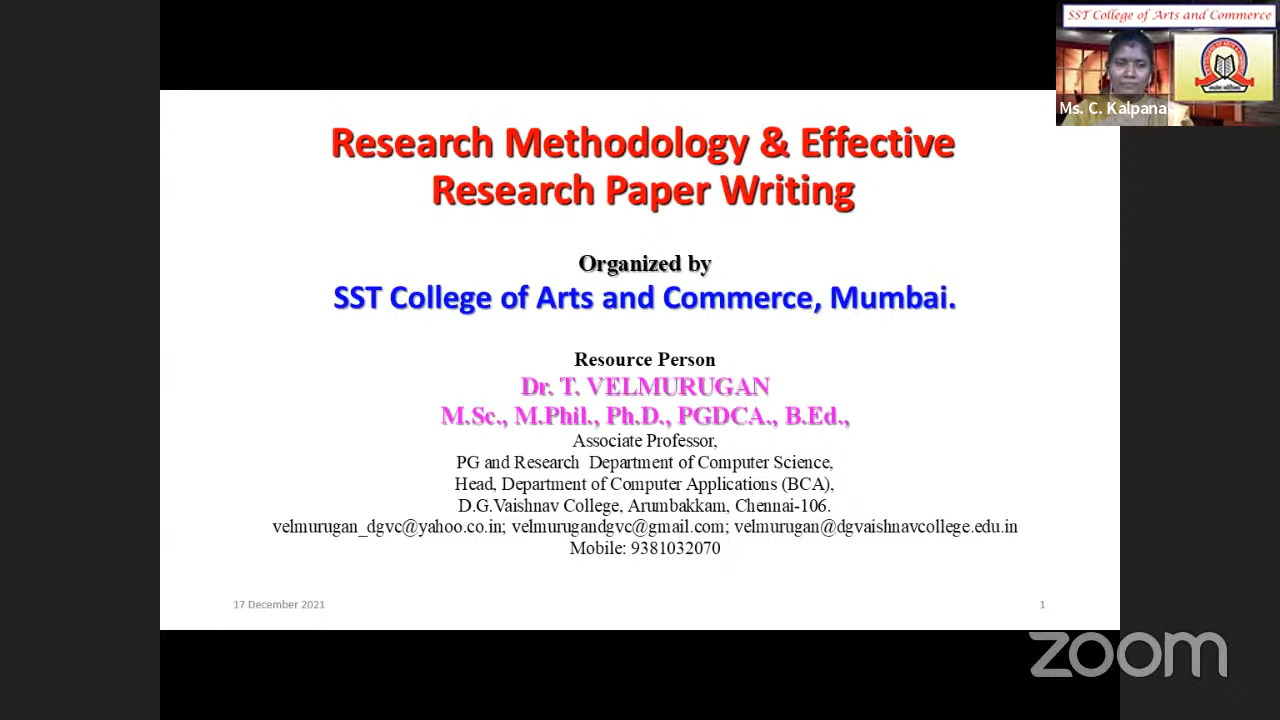 SST College of Arts and Commerce
Ms. C. Kalpana
Research Methodology & Effective
Research Paper Writing
Organized by
SST College of Arts and Commerce, Mumbai.
Resource Person
Dr. T. VELMURUGAN
M.Sc., M.Phil., Ph.D., PGDCA., B.Ed.,
Associate Professor,
PG and Research Department of Computer Science,
Head, Department of Computer Applications (BCA),
D.G.Vaishnav College, Arumbakkam, Chennai-106.
velmurugan_dgvc@yahoo.co.in; velmurugandgvc@gmail.com; velmurugan@dgvaishnavcollege.edu.in
Mobile: 9381032070
17 December 2021
1
zoom